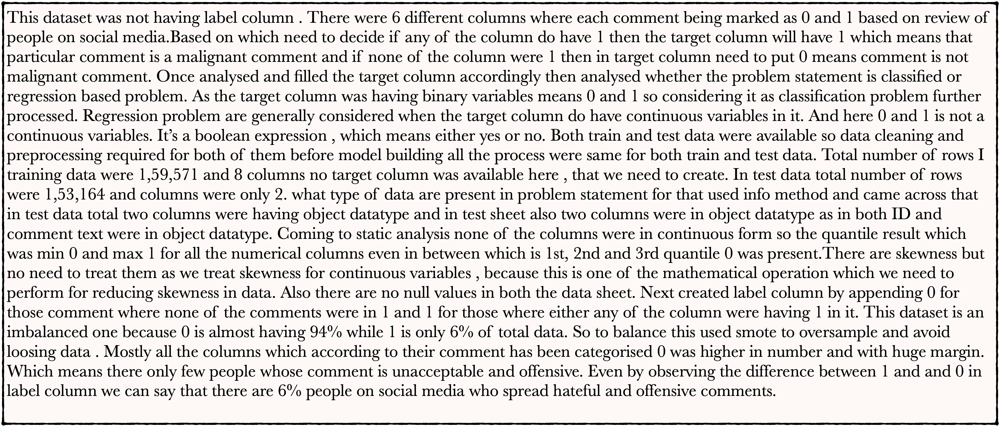 This dataset was not having label column . There were 6 different columns where each comment being marked as 0 and 1 based on review of
people on social media.Based on which need to decide if any of the column do have 1 then the target column will have 1 which means that
particular comment is a malignant comment and if none of the column were 1 then in target column need to put 0 means comment is not
malignant comment. Once analysed and filled the target column accordingly then analysed whether the problem statement is classified or
regression based problem. As the target column was having binary variables means 0 and 1 so considering it as classification problem further
processed. Regression problem are generally considered when the target column do have continuous variables in it. And here 0 and 1 is not a
continuous variables. It’s a boolean expression , which means either yes or no. Both train and test data were available so data cleaning and
preprocessing required for both of them before model building all the process were same for both train and test data. Total number of rows I
training data were 1,59,571 and 8 columns no target column was available here , that we need to create. In test data total number of rows
were 1,53,164 and columns were only 2. what type of data are present in problem statement for that used info method and came across that
in test data total two columns were having object datatype and in test sheet also two columns were in object datatype as in both ID and
comment text were in object datatype. Coming to static analysis none of the columns were in continuous form so the quantile result which
was min 0 and max 1 for all the numerical columns even in between which is 1st, 2nd and 3rd quantile 0 was present.There are skewness but
no need to treat them as we treat skewness for continuous variables , because this is one of the mathematical operation which we need to
perform for reducing skewness in data. Also there are no null values in both the data sheet. Next created label column by appending 0 for
those comment where none of the comments were in 1 and 1 for those where either any of the column were having 1 in it. This dataset is an
imbalanced one because 0 is almost having 94% while 1 is only 6% of total data. So to balance this used smote to oversample and avoid
loosing data . Mostly all the columns which according to their comment has been categorised 0 was higher in number and with huge margin.
Which means there only few people whose comment is unacceptable and offensive. Even by observing the difference between 1 and and 0 in
label column we can say that there are 6% people on social media who spread hateful and offensive comments.